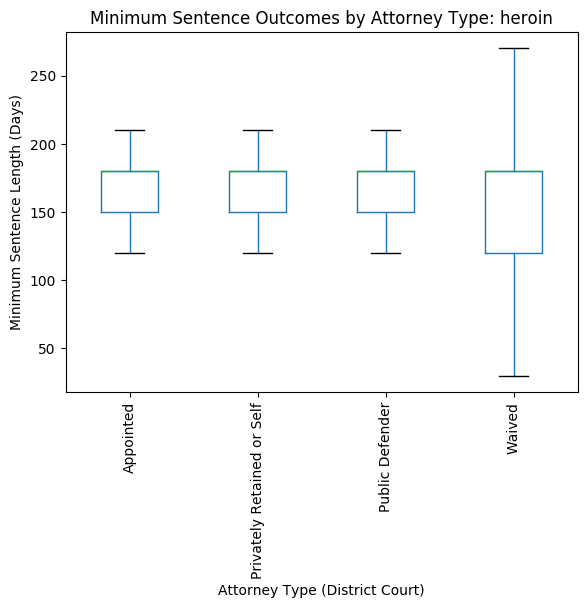 Minimum Sentence Outcomes by Attorney Type: heroin
Minimum Sentence Length (Days)
250
200
150
100
50
Appointed
Privately Retained or Self
Public Defender
Waived
Attorney Type (District Court)